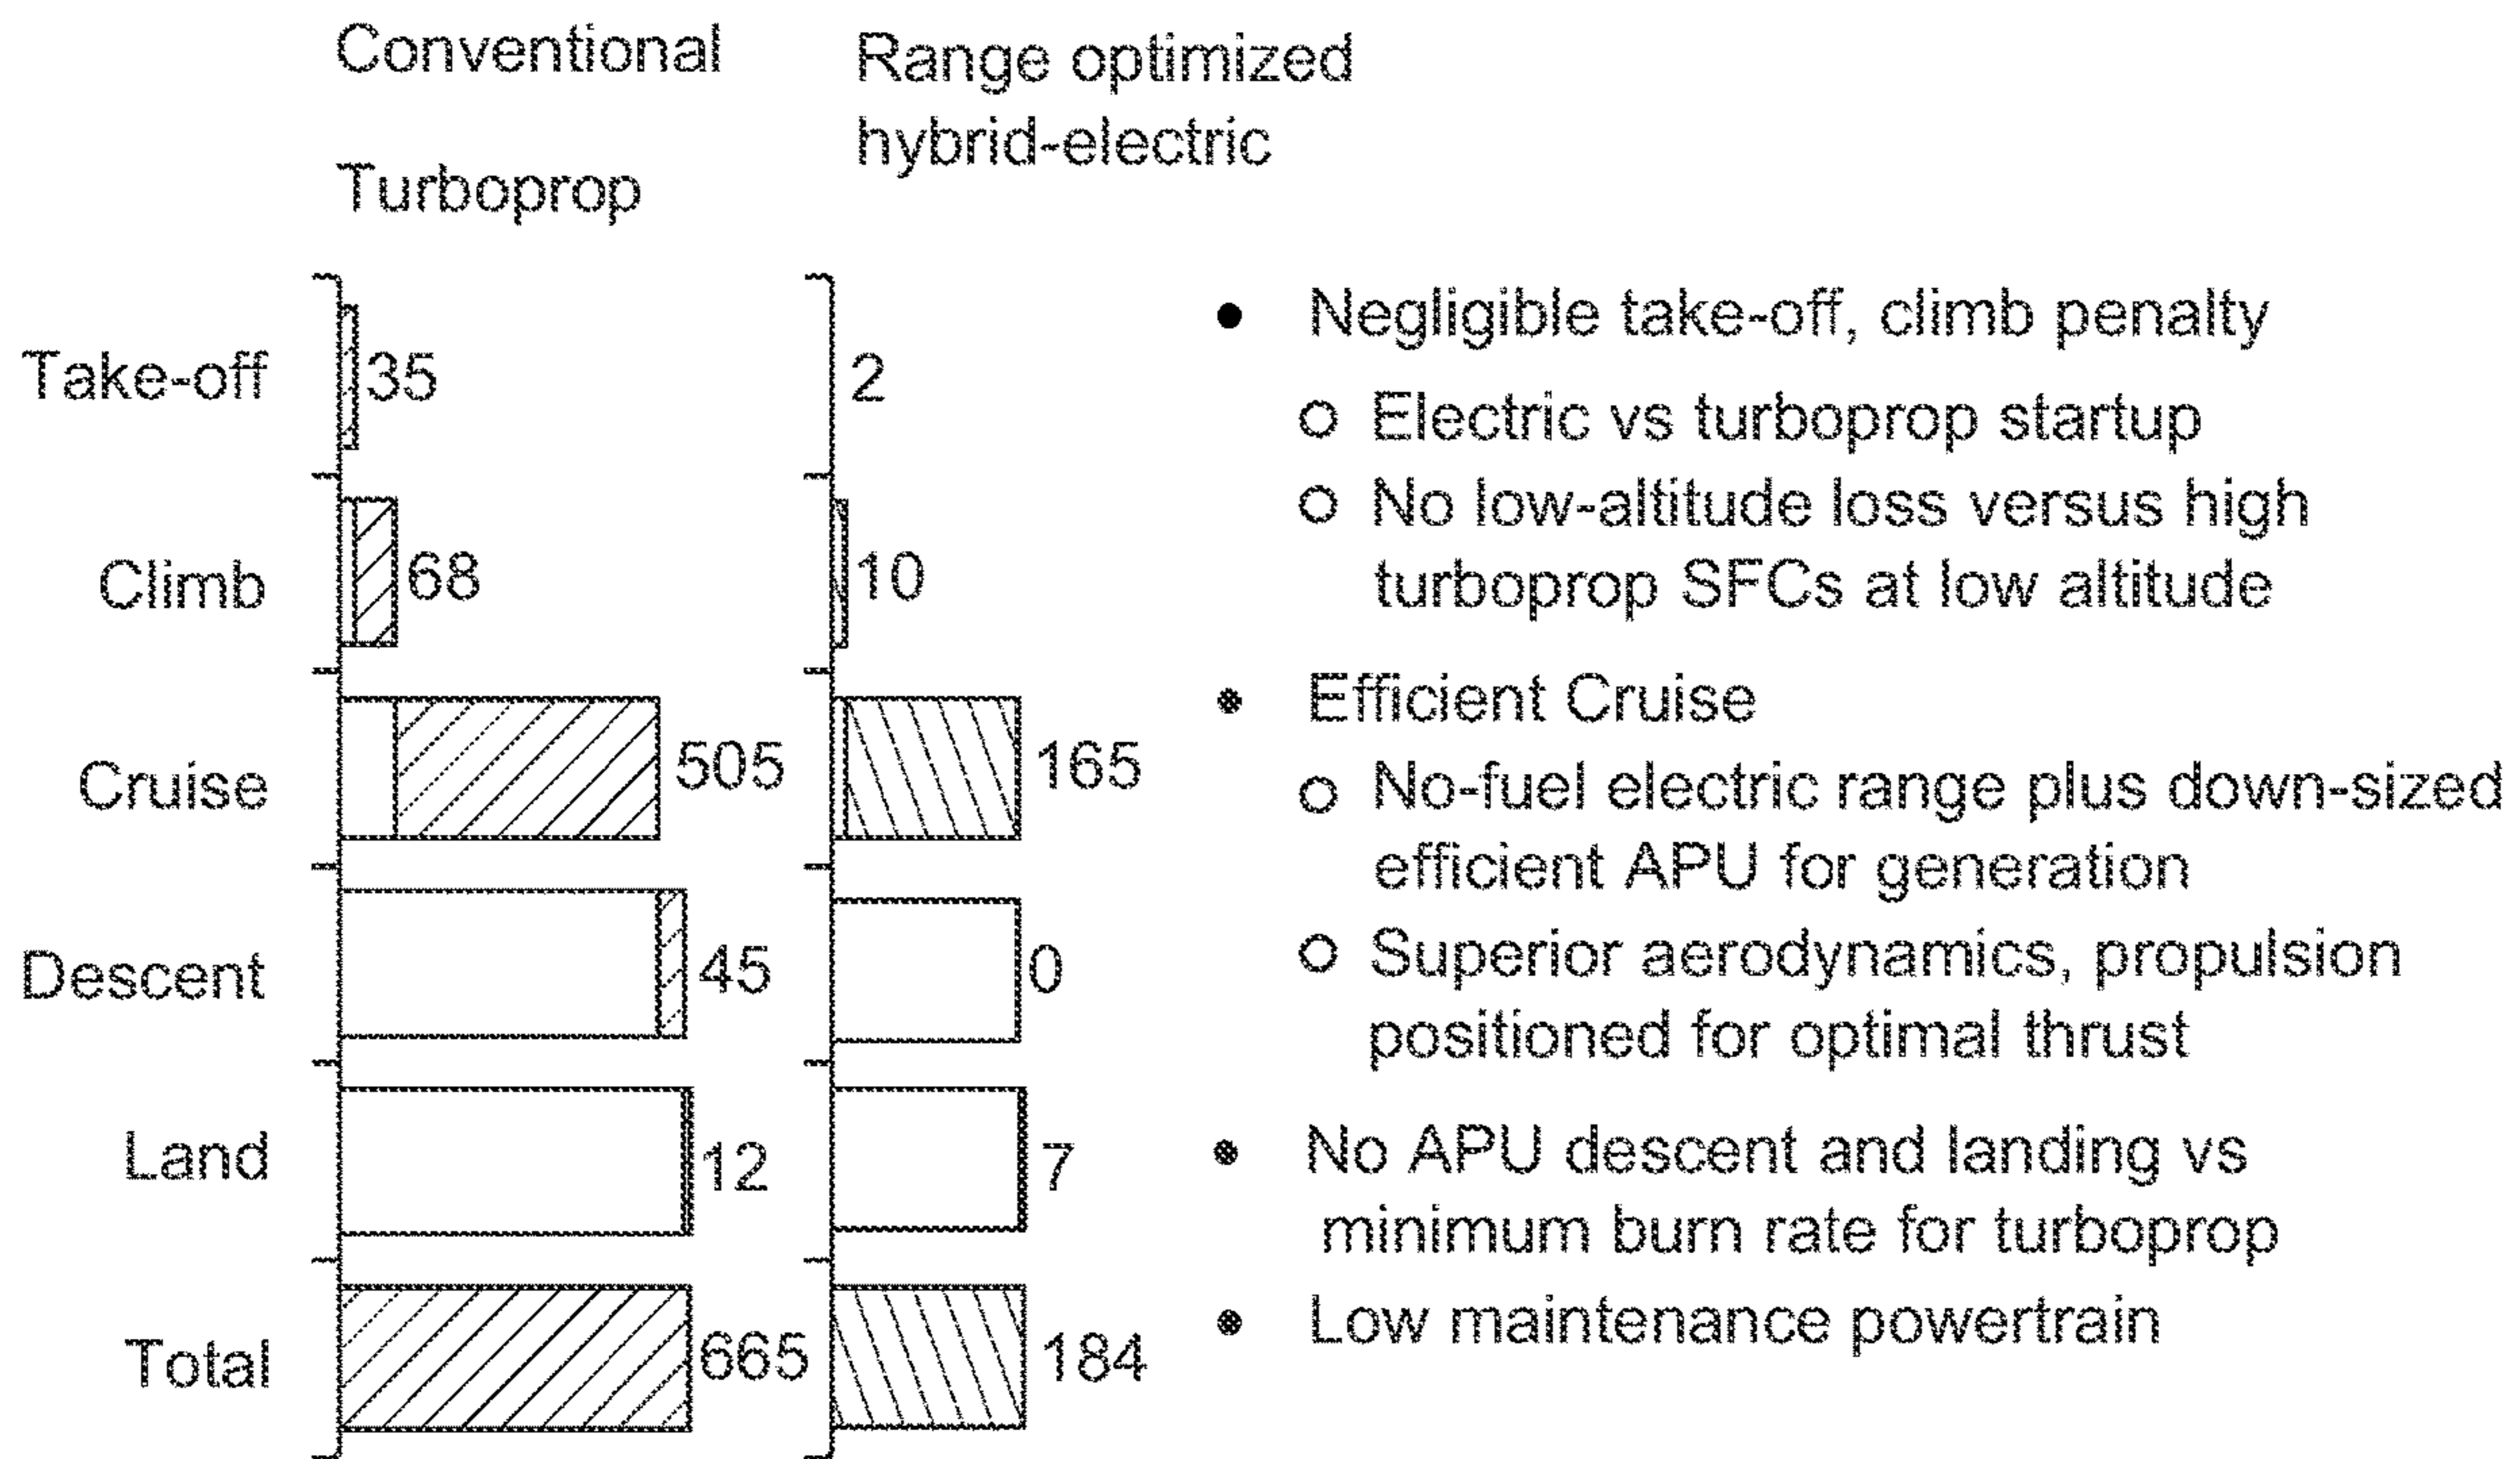 Conventional
Turboprop
Range optimized
hybrid-electric
Take-off
35
2
Climb
68
10
Cruise
505
165
Descent
45
0
Land
12
7
Total
665
184
• Negligible take-off, climb penalty
o Electric vs turboprop startup
o No low-altitude loss versus high
turboprop SFCs at low altitude
• Efficient Cruise
o No-fuel electric range plus down-sized
efficient APU for generation
o Superior aerodynamics, propulsion
positioned for optimal thrust
• No APU descent and landing vs
minimum burn rate for turboprop
• Low maintenance powertrain